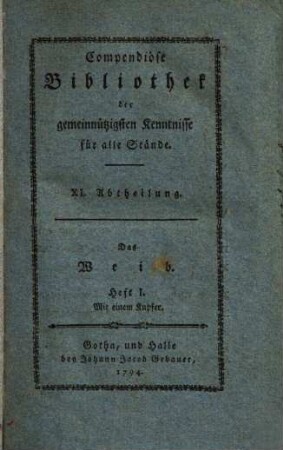 Compendiöse
Bibliothek
der
gemeinnützigsten Kenntnisse
für alle Stände.
XI. Abtheilung.
Das
Weib.
Heft I.
Mit einem Kupfer.
Gotha, und Halle
bey Johann Jacob Gebauer,
1794.